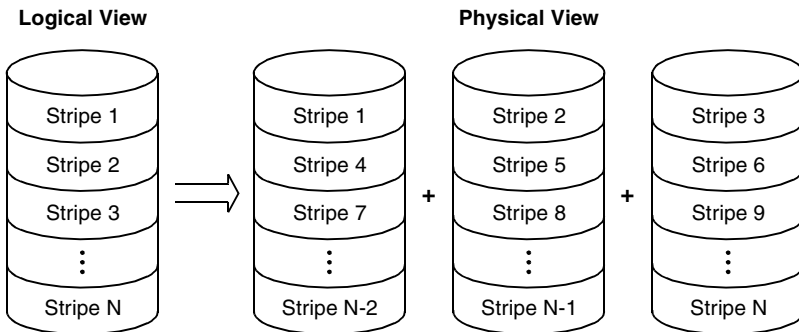 Logical View
Physical View
Stripe 1
Stripe 2
Stripe 3
⋮
Stripe N
Stripe 1
Stripe 4
Stripe 7
⋮
Stripe N-2
+
Stripe 2
Stripe 5
Stripe 8
⋮
Stripe N-1
+
Stripe 3
Stripe 6
Stripe 9
⋮
Stripe N